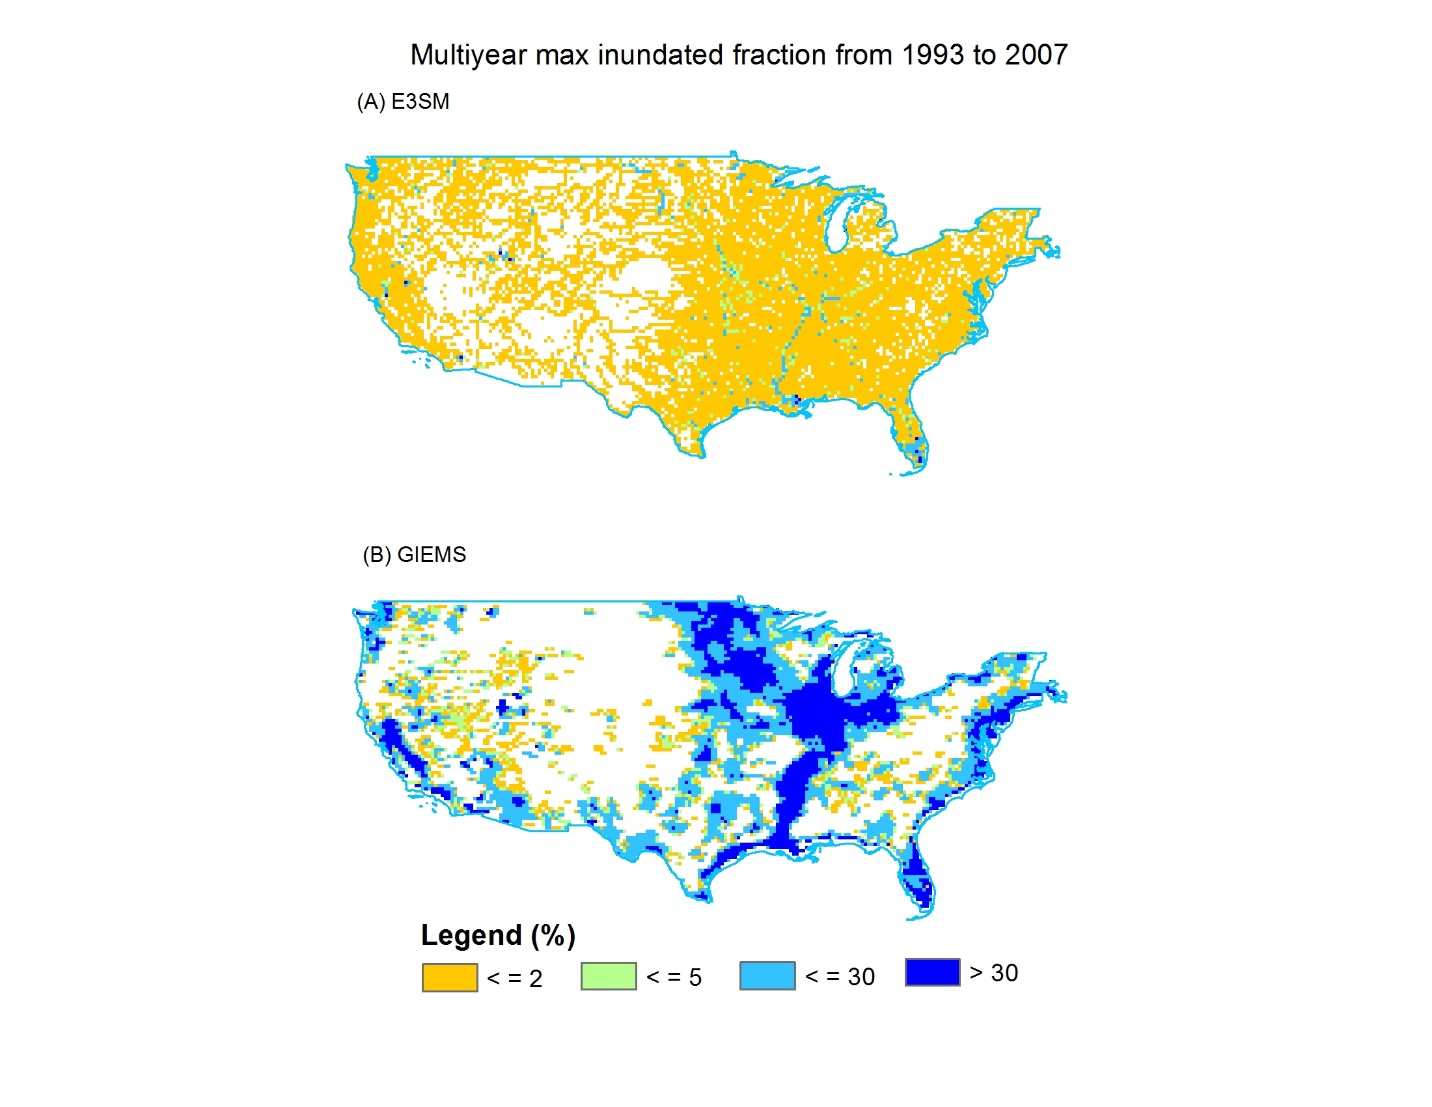 Multiyear max inundated fraction from 1993 to 2007
(A) E3SM
(B) GIEMS
Legend (%)
< = 2 < = 5 < = 30 > 30